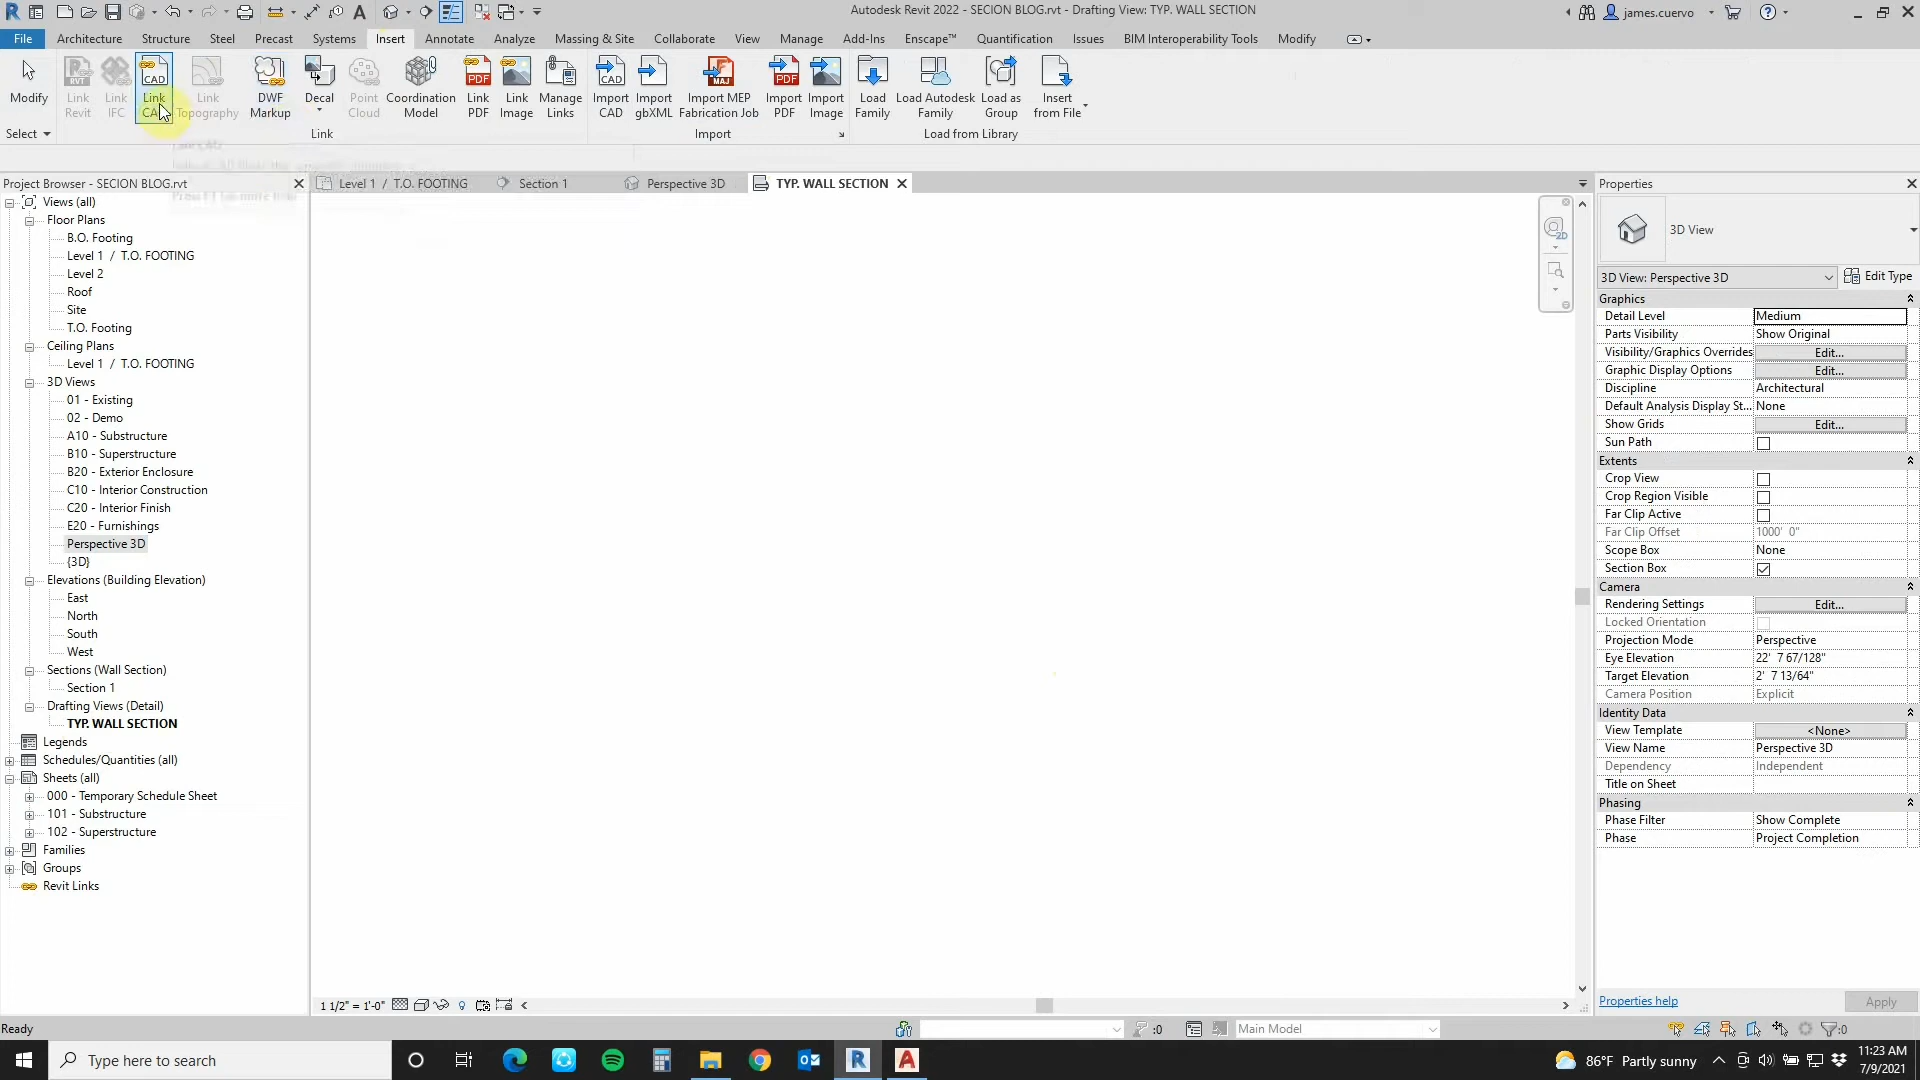 Autodesk Revit 2022 - SECION BLOG.rvt - Drafting View: TYP. WALL SECTION
james.cuervo
File Architecture Structure Steel Precast Systems Insert Annotate Analyze Massing & Site Collaborate View Manage Add-Ins Enscape™ Quantification Issues BIM Interoperability Tools Modify
Modify
Link Revit
Link IFC
Link CAD
Link Topography
DWF Markup
Decal
Point Cloud
Coordination Model
Link PDF
Link Image
Manage Links
Import CAD
Import gbXML
Import MEP Fabrication Job
Import PDF
Import Image
Load Family
Load Autodesk Family
Load as Group
Insert from File
Select Link Import Load from Library
Project Browser - SECION BLOG.rvt
Level 1 / T.O. FOOTING Section 1 Perspective 3D TYP. WALL SECTION
Views (all)
Floor Plans
B.O. Footing
Level 1 / T.O. FOOTING
Level 2
Roof
Site
T.O. Footing
Ceiling Plans
Level 1 / T.O. FOOTING
3D Views
01 - Existing
02 - Demo
A10 - Substructure
B10 - Superstructure
B20 - Exterior Enclosure
C10 - Interior Construction
C20 - Interior Finish
E20 - Furnishings
Perspective 3D
{3D}
Elevations (Building Elevation)
East
North
South
West
Sections (Wall Section)
Section 1
Drafting Views (Detail)
TYP. WALL SECTION
Legends
Schedules/Quantities (all)
Sheets (all)
000 - Temporary Schedule Sheet
101 - Substructure
102 - Superstructure
Families
Groups
Revit Links
2D
Properties
3D View
3D View: Perspective 3D Edit Type
Graphics
Detail Level Medium
Parts Visibility Show Original
Visibility/Graphics Overrides Edit...
Graphic Display Options Edit...
Discipline Architectural
Default Analysis Display St... None
Show Grids Edit...
Sun Path
Extents
Crop View
Crop Region Visible
Far Clip Active
Far Clip Offset 1000' 0"
Scope Box None
Section Box
Camera
Rendering Settings Edit...
Locked Orientation
Projection Mode Perspective
Eye Elevation 22' 7 67/128"
Target Elevation 2' 7 13/64"
Camera Position Explicit
Identity Data
View Template <None>
View Name Perspective 3D
Dependency Independent
Title on Sheet
Phasing
Phase Filter Show Complete
Phase Project Completion
Properties help Apply
1 1/2" = 1'-0"
Ready :0 Main Model :0
Type here to search
86°F Partly sunny
11:23 AM
7/9/2021